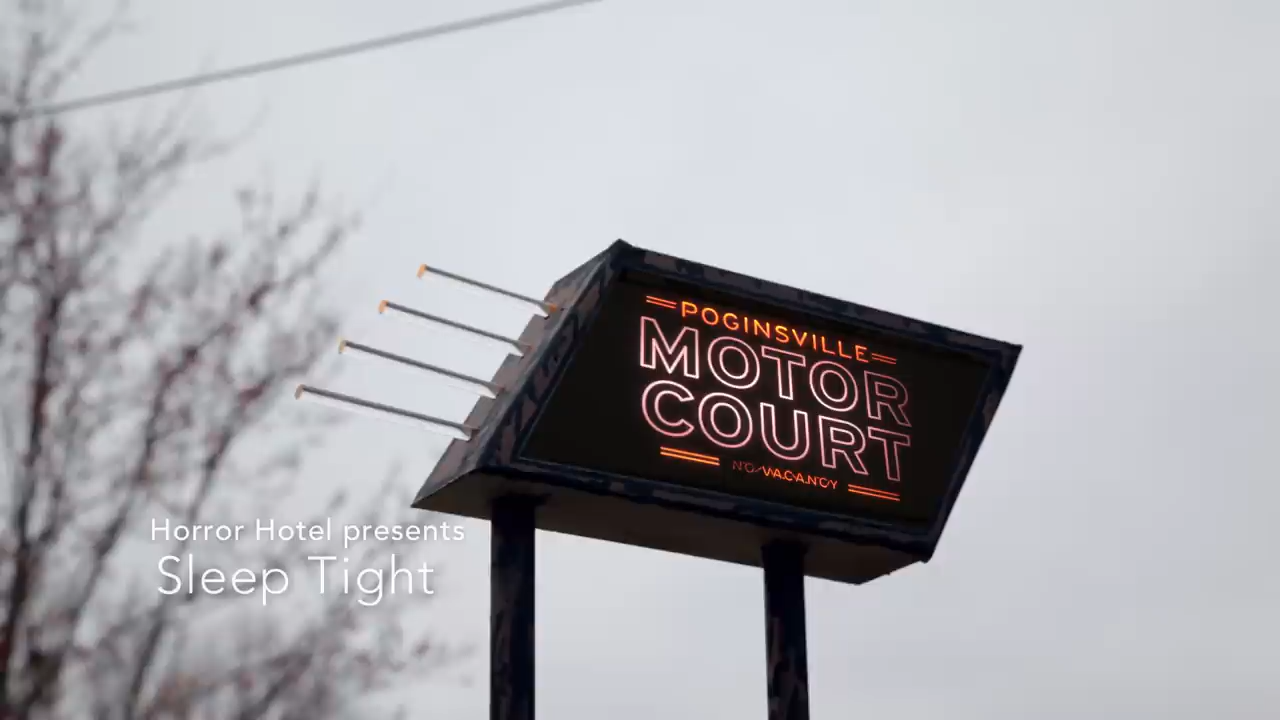 POGINSVILLE
MOTOR
COURT
NO VACANCY
Horror Hotel presents
Sleep Tight